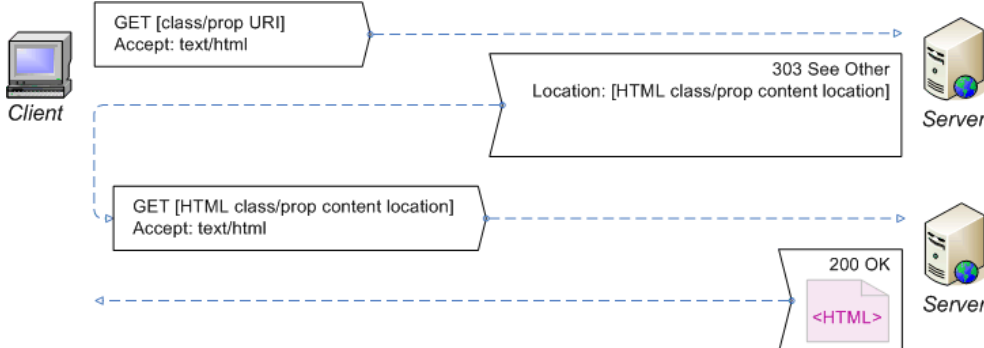 GET [class/prop URI]
Accept: text/html
Client
303 See Other
Location: [HTML class/prop content location]
Server
GET [HTML class/prop content location]
Accept: text/html
200 OK
<HTML>
Server